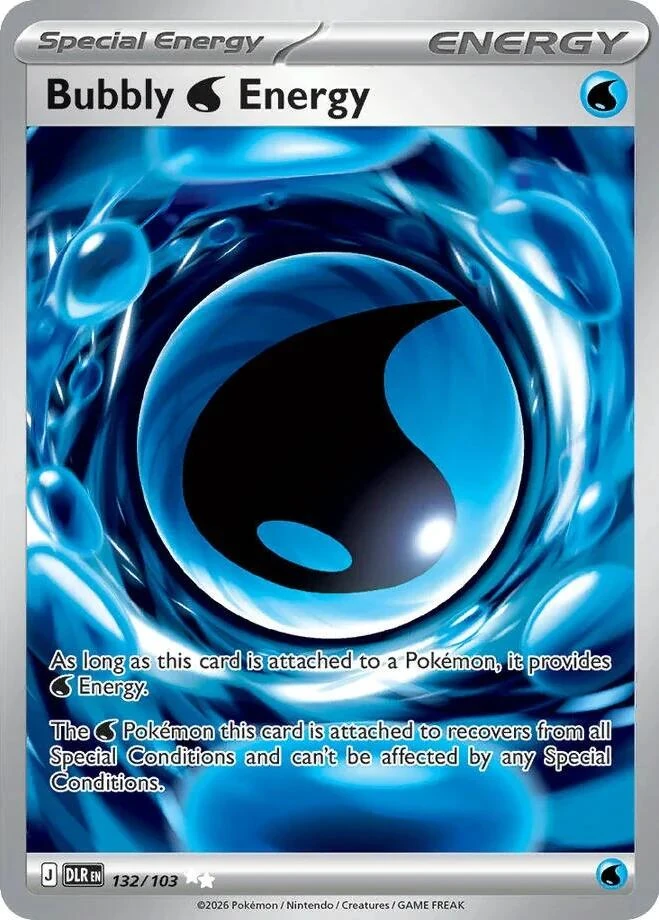 Special Energy ENERGY
Bubbly Energy
As long as this card is attached to a Pokémon, it provides
Energy.
The Pokémon this card is attached to recovers from all
Special Conditions and can't be affected by any Special
Conditions.
J DLR EN 132/103
©2026 Pokémon / Nintendo / Creatures / GAME FREAK